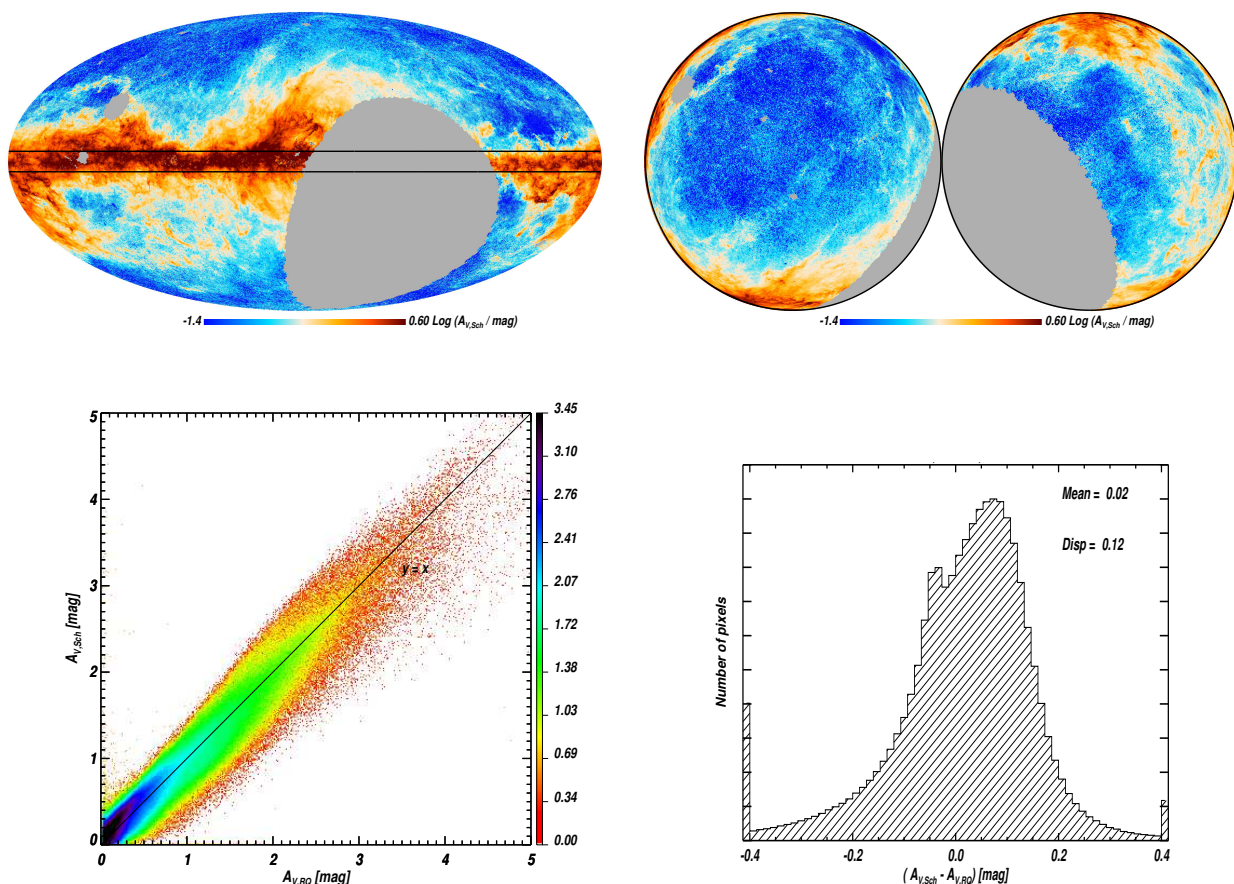 -1.4 0.60 Log (A_V,Sch / mag)
-1.4 0.60 Log (A_V,Sch / mag)
5
4
3
2
1
0
A_V,Sch [mag]
y = x
0 1 2 3 4 5
A_V,RQ [mag]
3.45
3.10
2.76
2.41
2.07
1.72
1.38
1.03
0.69
0.34
0.00
Mean = 0.02
Disp = 0.12
Number of pixels
-0.4 -0.2 0.0 0.2 0.4
( A_V,Sch - A_V,RQ ) [mag]